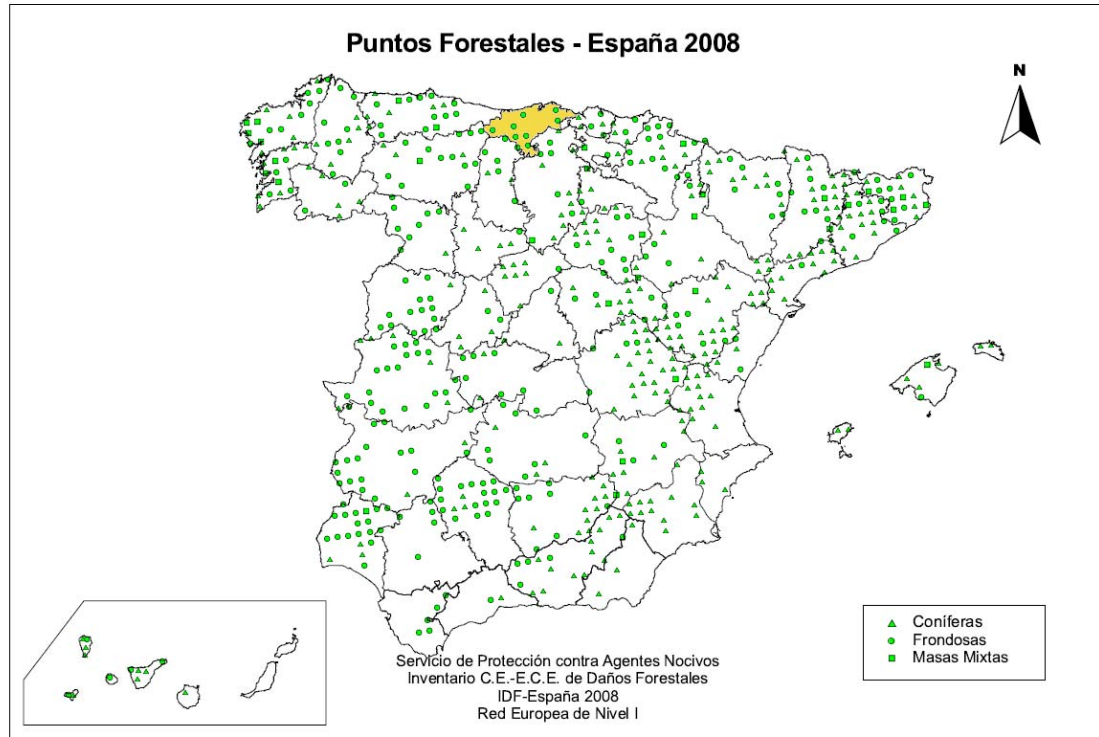 Puntos Forestales - España 2008
N
Coníferas
Frondosas
Masas Mixtas
Servicio de Protección contra Agentes Nocivos
Inventario C.E.-E.C.E. de Daños Forestales
IDF-España 2008
Red Europea de Nivel I